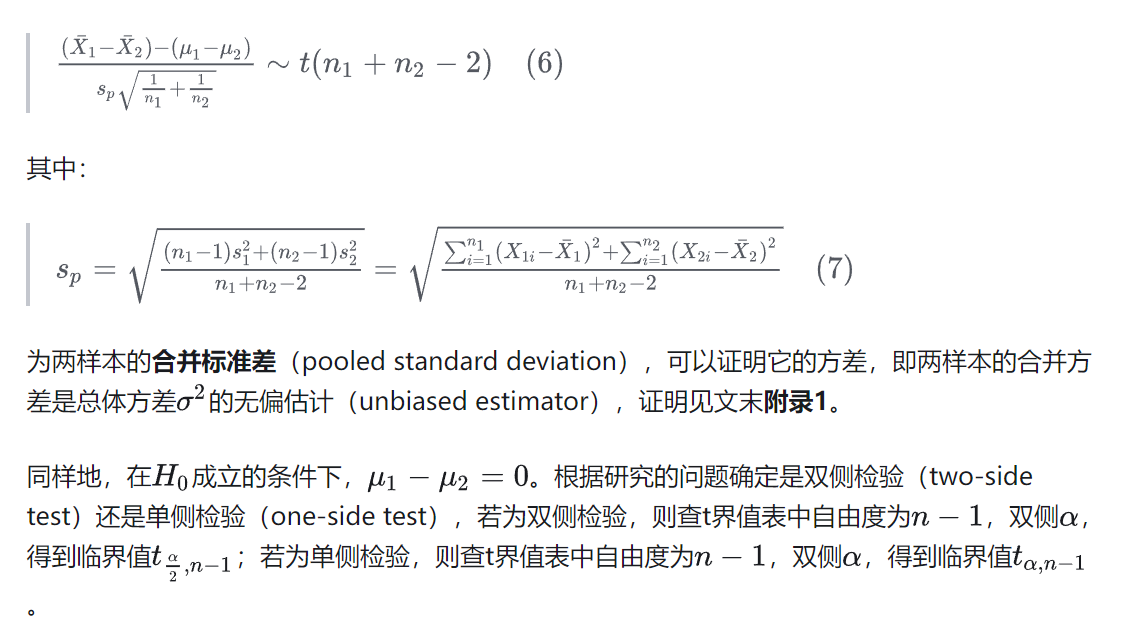 $\frac{(\bar{X}_1-\bar{X}_2)-(\mu_1-\mu_2)}{s_p\sqrt{\frac{1}{n_1}+\frac{1}{n_2}}} \sim t(n_1+n_2-2) \quad (6)$
其中：
$s_p = \sqrt{\frac{(n_1-1)s_1^2+(n_2-1)s_2^2}{n_1+n_2-2}} = \sqrt{\frac{\sum_{i=1}^{n_1}(X_{1i}-\bar{X}_1)^2+\sum_{i=1}^{n_2}(X_{2i}-\bar{X}_2)^2}{n_1+n_2-2}} \quad (7)$
为两样本的合并标准差（pooled standard deviation），可以证明它的方差，即两样本的合并方
差是总体方差$\sigma^2$的无偏估计（unbiased estimator），证明见文末附录1。
同样地，在$H_0$成立的条件下，$\mu_1-\mu_2=0$。根据研究的问题确定是双侧检验（two-side
test）还是单侧检验（one-side test），若为双侧检验，则查t界值表中自由度为$n-1$，双侧$\alpha$，
得到临界值$t_{\frac{\alpha}{2},n-1}$；若为单侧检验，则查t界值表中自由度为$n-1$，双侧$\alpha$，得到临界值$t_{\alpha,n-1}$
。